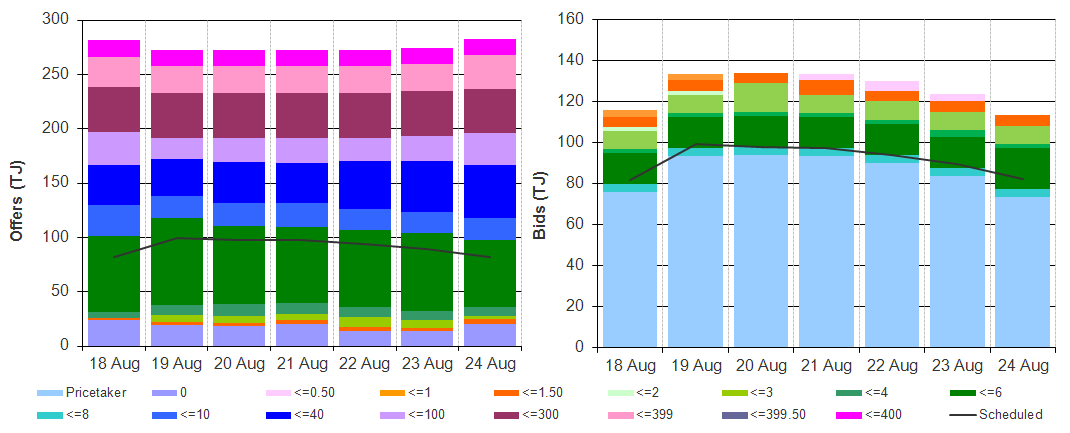 Offers (TJ)
300
250
200
150
100
50
0
18 Aug 19 Aug 20 Aug 21 Aug 22 Aug 23 Aug 24 Aug
Bids (TJ)
160
140
120
100
80
60
40
20
0
18 Aug 19 Aug 20 Aug 21 Aug 22 Aug 23 Aug 24 Aug
Pricetaker 0 <=0.50 <=1 <=1.50 <=2 <=3 <=4 <=6
<=8 <=10 <=40 <=100 <=300 <=399 <=399.50 <=400 Scheduled